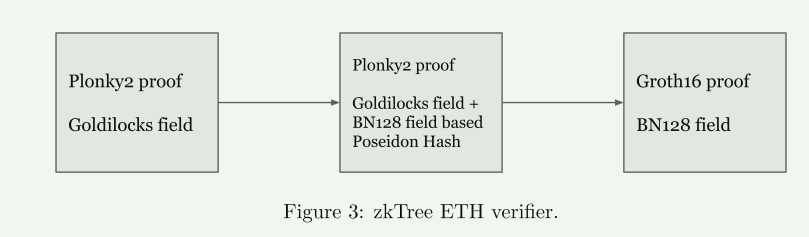 Plonky2 proof
Goldilocks field
Plonky2 proof
Goldilocks field +
BN128 field based
Poseidon Hash
Groth16 proof
BN128 field
Figure 3: zkTree ETH verifier.